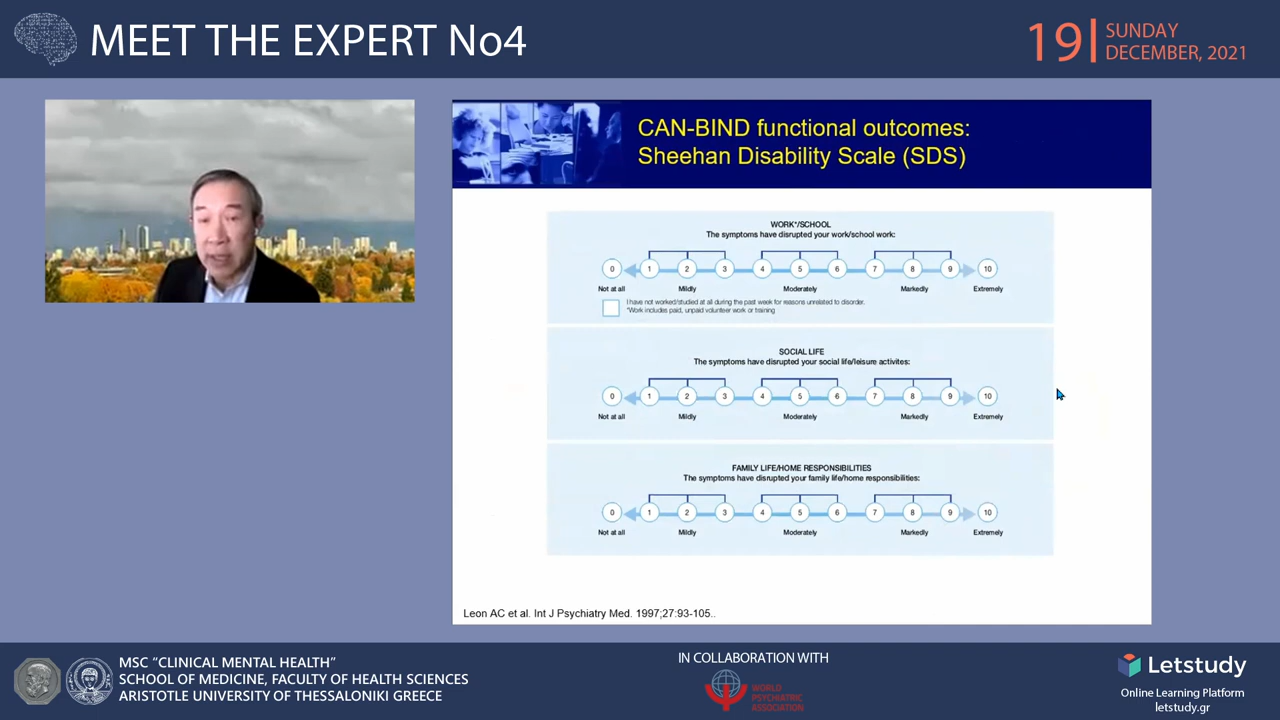 MEET THE EXPERT No4
19
SUNDAY
DECEMBER, 2021
CAN-BIND functional outcomes:
Sheehan Disability Scale (SDS)
WORK*/SCHOOL
The symptoms have disrupted your work/school work:
0 1 2 3 4 5 6 7 8 9 10
Not at all Mildly Moderately Markedly Extremely
I have not worked/studied at all during the past week for reasons unrelated to disorder.
*Work includes paid, unpaid volunteer work or training
SOCIAL LIFE
The symptoms have disrupted your social life/leisure activites:
0 1 2 3 4 5 6 7 8 9 10
Not at all Mildly Moderately Markedly Extremely
FAMILY LIFE/HOME RESPONSIBILITIES
The symptoms have disrupted your family life/home responsibilities:
0 1 2 3 4 5 6 7 8 9 10
Not at all Mildly Moderately Markedly Extremely
Leon AC et al. Int J Psychiatry Med. 1997;27:93-105..
MSC “CLINICAL MENTAL HEALTH”
SCHOOL OF MEDICINE, FACULTY OF HEALTH SCIENCES
ARISTOTLE UNIVERSITY OF THESSALONIKI GREECE
IN COLLABORATION WITH
WORLD
PSYCHIATRIC
ASSOCIATION
Letstudy
Online Learning Platform
letstudy.gr